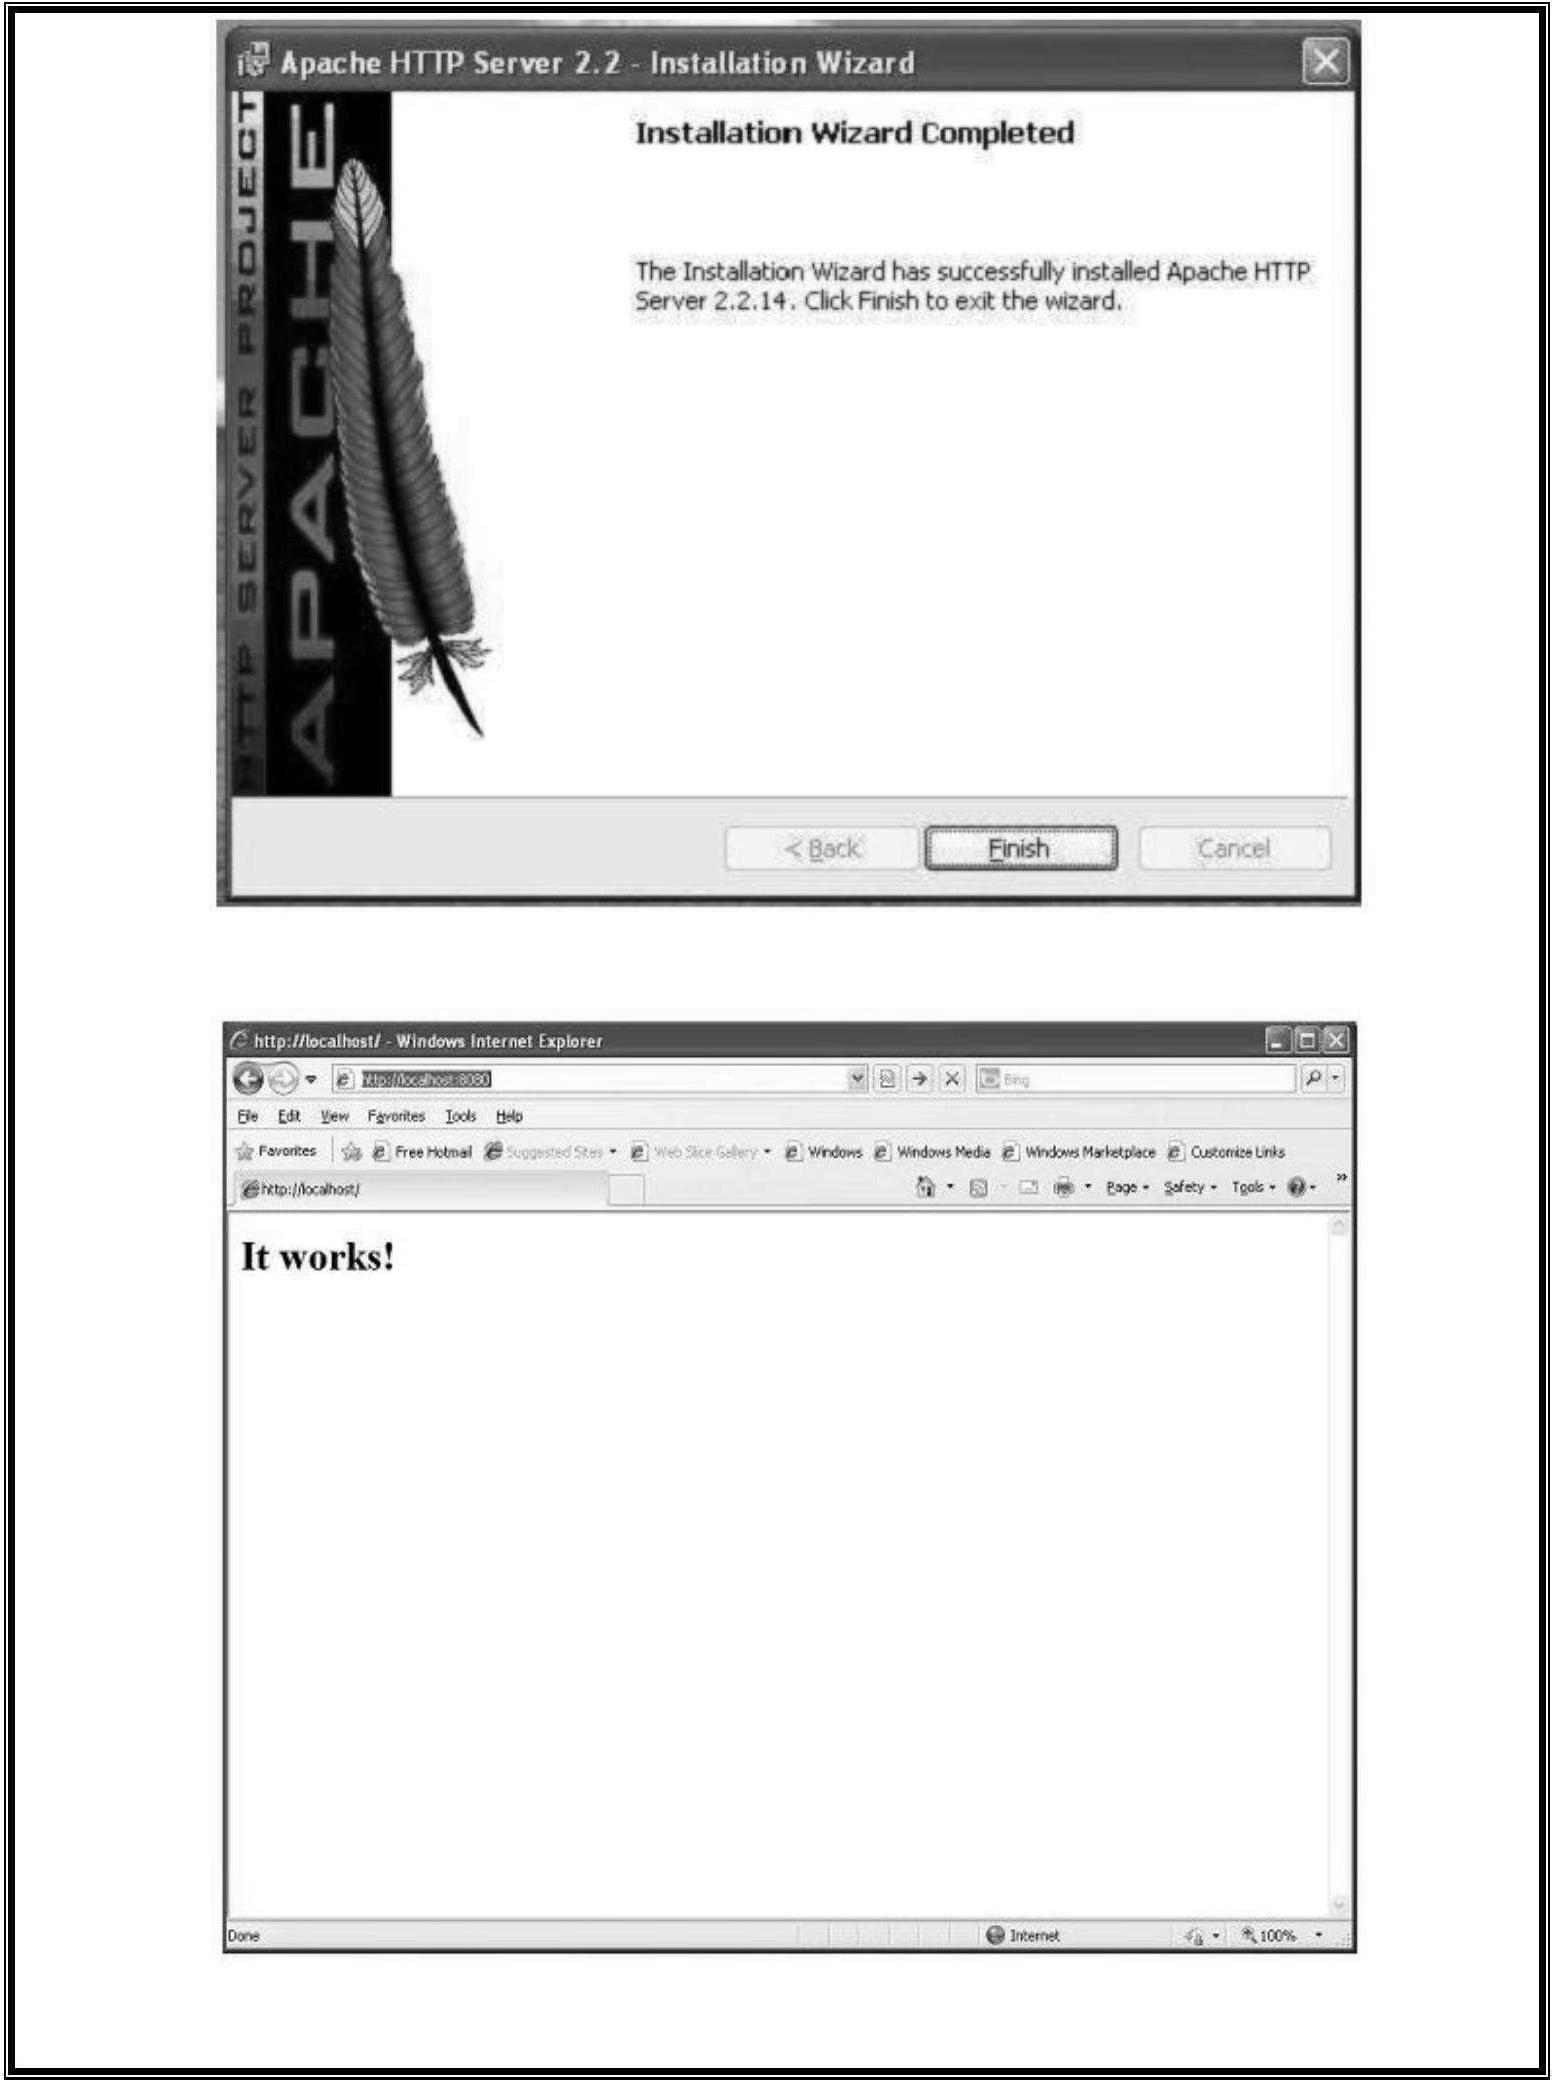 Apache HTTP Server 2.2 - Installation Wizard
HTTP SERVER PROJECT
APACHE
Installation Wizard Completed
The Installation Wizard has successfully installed Apache HTTP
Server 2.2.14. Click Finish to exit the wizard.
< Back
Finish
Cancel
http://localhost/ - Windows Internet Explorer
http://localhost:8080
Bing
File Edit View Favorites Tools Help
Favorites Free Hotmail Suggested Sites Web Slice Gallery Windows Windows Media Windows Marketplace Customize Links
http://localhost/
Page Safety Tools
»
It works!
Done
Internet
100%